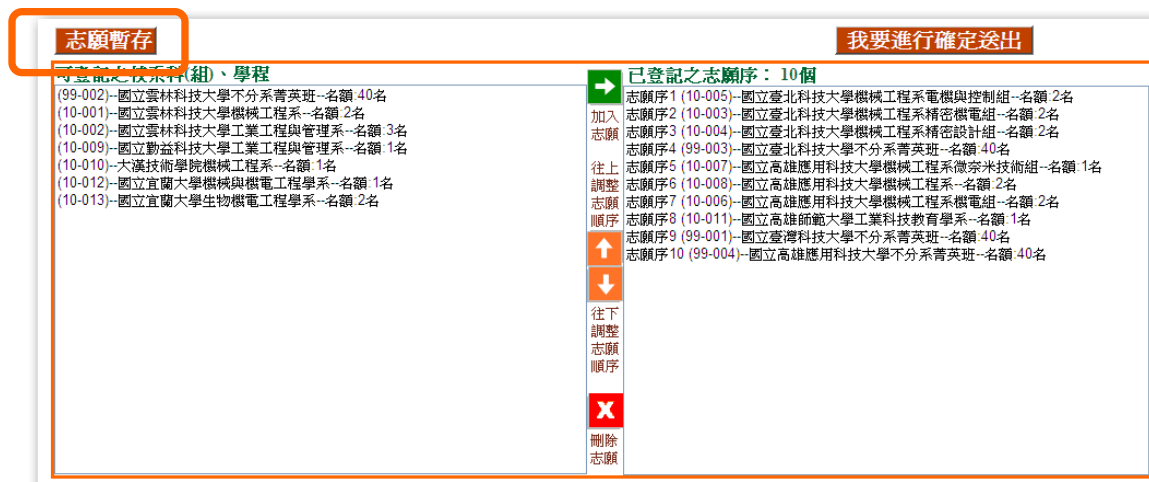 志願暫存
我要進行確定送出
可登記之校系科(組)、學程
(99-002)--國立雲林科技大學不分系菁英班--名額:40名
(10-001)--國立雲林科技大學機械工程系--名額:2名
(10-002)--國立雲林科技大學工業工程與管理系--名額:3名
(10-009)--國立勤益科技大學工業工程與管理系--名額:1名
(10-010)--大漢技術學院機械工程系--名額:1名
(10-012)--國立宜蘭大學機械與機電工程學系--名額:1名
(10-013)--國立宜蘭大學生物機電工程學系--名額:2名
加入
志願
往上
調整
志願
順序
往下
調整
志願
順序
X
刪除
志願
已登記之志願序：10個
志願序1 (10-005)--國立臺北科技大學機械工程系電機與控制組--名額:2名
志願序2 (10-003)--國立臺北科技大學機械工程系精密機電組--名額:2名
志願序3 (10-004)--國立臺北科技大學機械工程系精密設計組--名額:2名
志願序4 (99-003)--國立臺北科技大學不分系菁英班--名額:40名
志願序5 (10-007)--國立高雄應用科技大學機械工程系微奈米技術組--名額:1名
志願序6 (10-008)--國立高雄應用科技大學機械工程系--名額:2名
志願序7 (10-006)--國立高雄應用科技大學機械工程系機電組--名額:2名
志願序8 (10-011)--國立高雄師範大學工業科技教育學系--名額:1名
志願序9 (99-001)--國立臺灣科技大學不分系菁英班--名額:40名
志願序10 (99-004)--國立高雄應用科技大學不分系菁英班--名額:40名